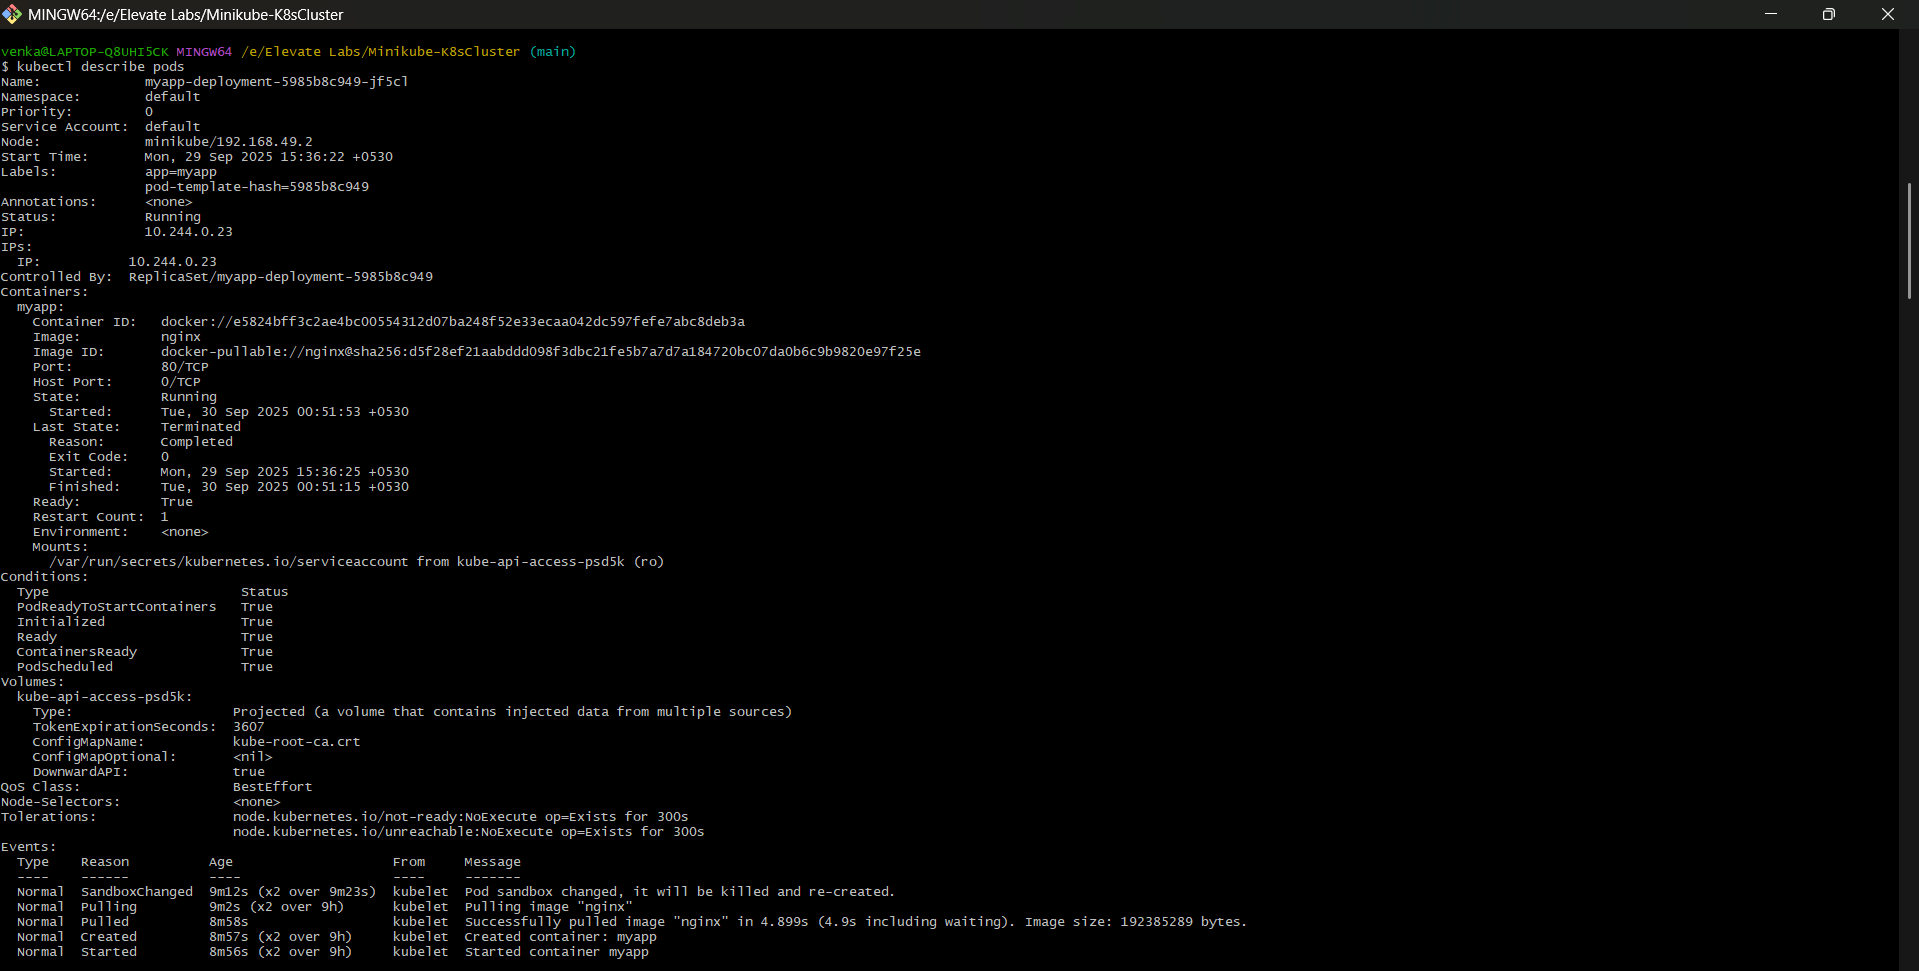 MINGW64:/e/Elevate Labs/Minikube-K8sCluster
venka@LAPTOP-Q8UHI5CK MINGW64 /e/Elevate Labs/Minikube-K8sCluster (main)
$ kubectl describe pods
Name:             myapp-deployment-5985b8c949-jf5cl
Namespace:        default
Priority:         0
Service Account:  default
Node:             minikube/192.168.49.2
Start Time:       Mon, 29 Sep 2025 15:36:22 +0530
Labels:           app=myapp
                  pod-template-hash=5985b8c949
Annotations:      <none>
Status:           Running
IP:               10.244.0.23
IPs:
  IP:           10.244.0.23
Controlled By:  ReplicaSet/myapp-deployment-5985b8c949
Containers:
  myapp:
    Container ID:   docker://e5824bff3c2ae4bc00554312d07ba248f52e33ecaa042dc597fefe7abc8deb3a
    Image:          nginx
    Image ID:       docker-pullable://nginx@sha256:d5f28ef21aabddd098f3dbc21fe5b7a7d7a184720bc07da0b6c9b9820e97f25e
    Port:           80/TCP
    Host Port:      0/TCP
    State:          Running
      Started:      Tue, 30 Sep 2025 00:51:53 +0530
    Last State:     Terminated
      Reason:       Completed
      Exit Code:    0
      Started:      Mon, 29 Sep 2025 15:36:25 +0530
      Finished:     Tue, 30 Sep 2025 00:51:15 +0530
    Ready:          True
    Restart Count:  1
    Environment:    <none>
    Mounts:
      /var/run/secrets/kubernetes.io/serviceaccount from kube-api-access-psd5k (ro)
Conditions:
  Type                        Status
  PodReadyToStartContainers   True
  Initialized                 True
  Ready                       True
  ContainersReady             True
  PodScheduled                True
Volumes:
  kube-api-access-psd5k:
    Type:                    Projected (a volume that contains injected data from multiple sources)
    TokenExpirationSeconds:  3607
    ConfigMapName:           kube-root-ca.crt
    ConfigMapOptional:       <nil>
    DownwardAPI:             true
QoS Class:                   BestEffort
Node-Selectors:              <none>
Tolerations:                 node.kubernetes.io/not-ready:NoExecute op=Exists for 300s
                             node.kubernetes.io/unreachable:NoExecute op=Exists for 300s
Events:
  Type    Reason          Age                    From     Message
  ----    ------          ----                   ----     -------
  Normal  SandboxChanged  9m12s (x2 over 9m23s)  kubelet  Pod sandbox changed, it will be killed and re-created.
  Normal  Pulling         9m2s (x2 over 9h)      kubelet  Pulling image "nginx"
  Normal  Pulled          8m58s                  kubelet  Successfully pulled image "nginx" in 4.899s (4.9s including waiting). Image size: 192385289 bytes.
  Normal  Created         8m57s (x2 over 9h)     kubelet  Created container: myapp
  Normal  Started         8m56s (x2 over 9h)     kubelet  Started container myapp